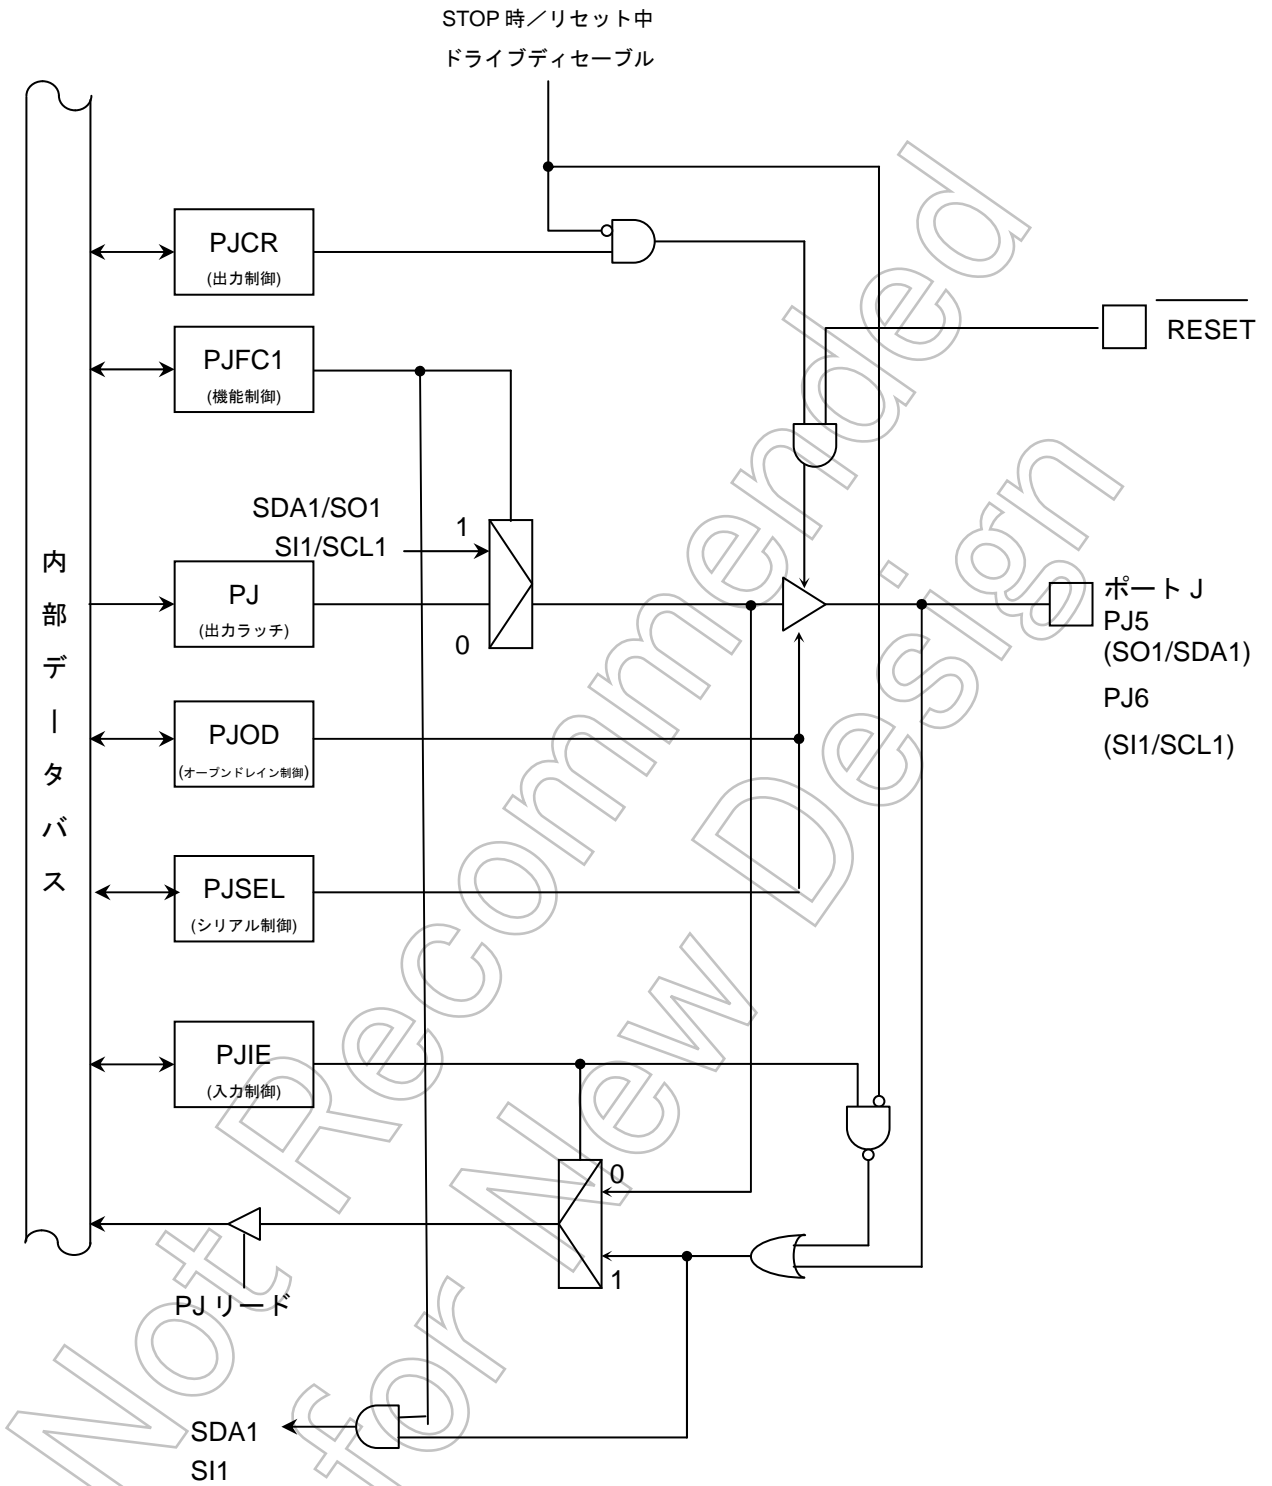 STOP 時／リセット中
ドライブディセーブル
PJCR
(出力制御)
RESET
PJFC1
(機能制御)
SDA1/SO1
SI1/SCL1
1
内部データバス
PJ
(出力ラッチ)
0
ポート J
PJ5
(SO1/SDA1)
PJ6
(SI1/SCL1)
PJOD
(オープンドレイン制御)
PJSEL
(シリアル制御)
PJIE
(入力制御)
0
1
PJ リード
SDA1
SI1
Not Recommended
for New Design